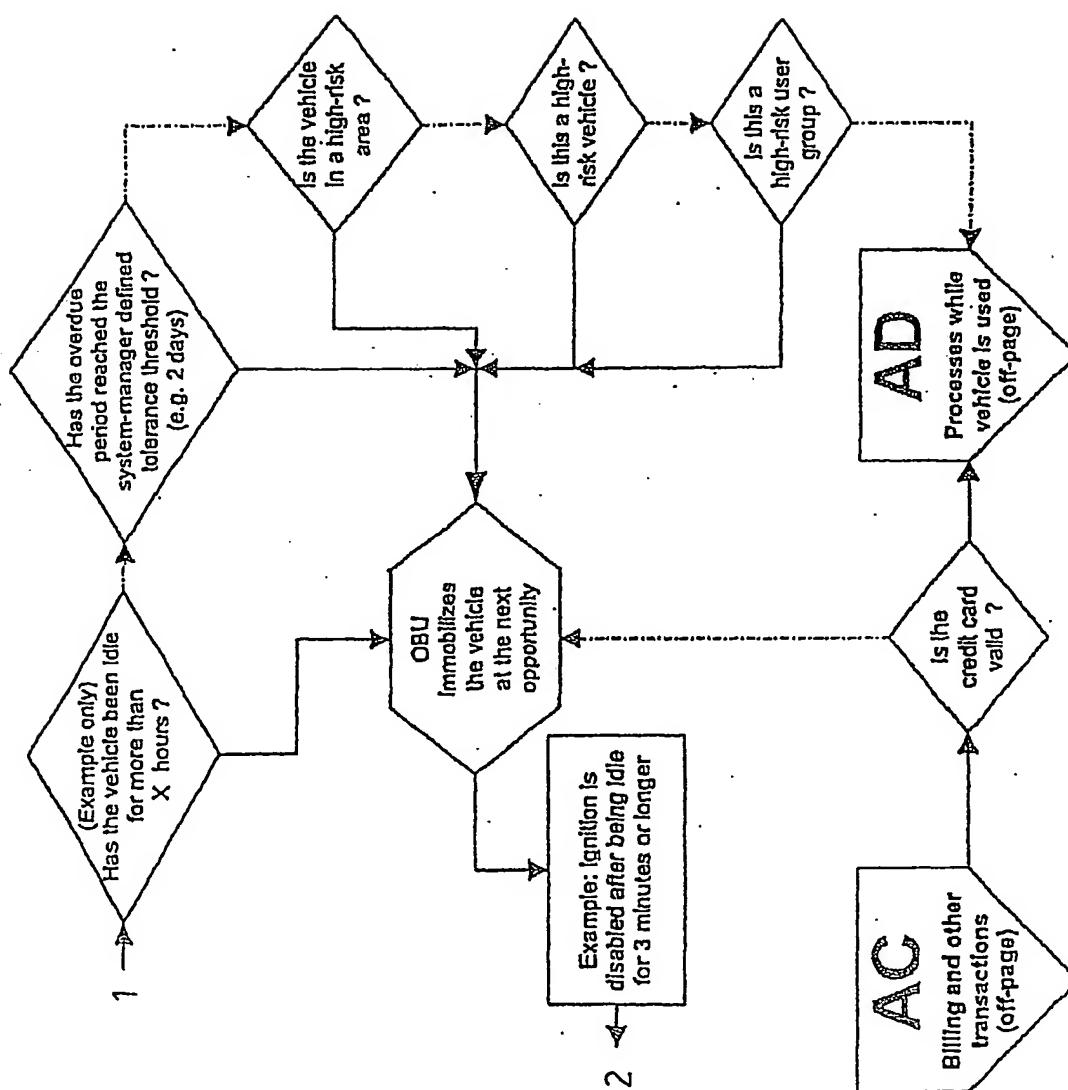 1
(Example only)
Has the vehicle been idle
for more than
X hours ?
Has the overdue
period reached the
system-manager defined
tolerance threshold ?
(e.g. 2 days)
Is the vehicle
in a high-risk
area ?
Is this a high-
risk vehicle ?
Is this a
high-risk user
group ?
OBU
Immobilizes
the vehicle
at the next
opportunity
Example: Ignition is
disabled after being idle
for 3 minutes or longer
2
AC
Billing and other
transactions
(off-page)
Is the
credit card
valid ?
AD
Processes while
vehicle is used
(off-page)